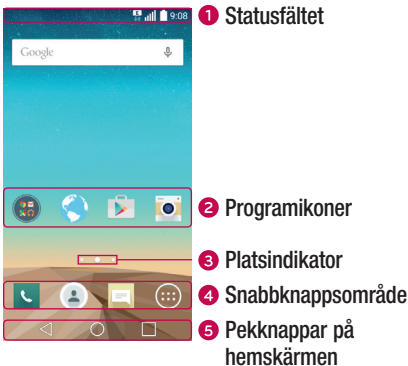 9:08
1 Statusfältet
Google
2 Programikoner
3 Platsindikator
4 Snabbknappsområde
5 Pekknappar på
hemskärmen